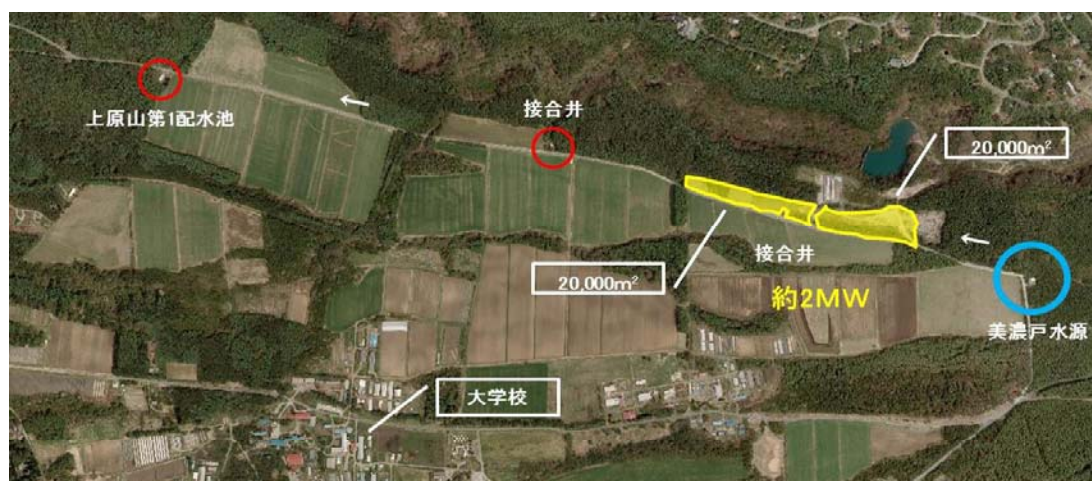 上原山第1配水池
接合井
20,000m²
20,000m²
接合井
約2MW
美濃戸水源
大学校